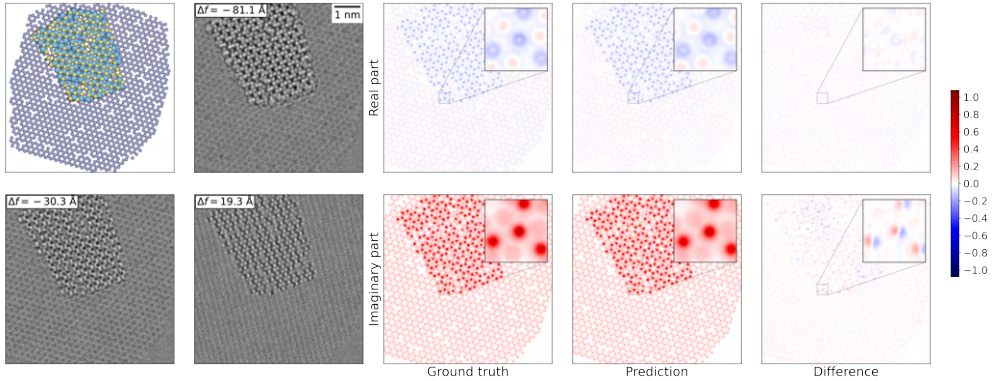 Δf = −81.1 Å
1 nm
Real part
1.0
0.8
0.6
0.4
0.2
0.0
−0.2
−0.4
−0.6
−0.8
−1.0
Δf = −30.3 Å
Δf = 19.3 Å
Imaginary part
Ground truth
Prediction
Difference